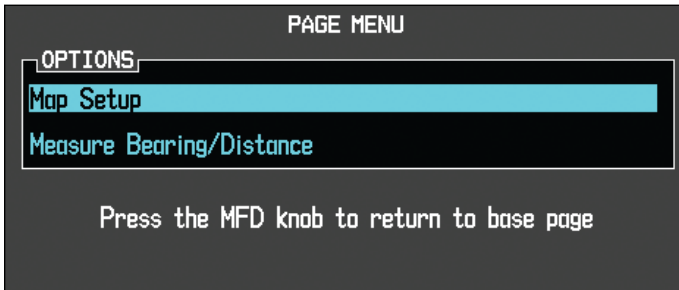 PAGE MENU
OPTIONS
Map Setup
Measure Bearing/Distance
Press the MFD knob to return to base page